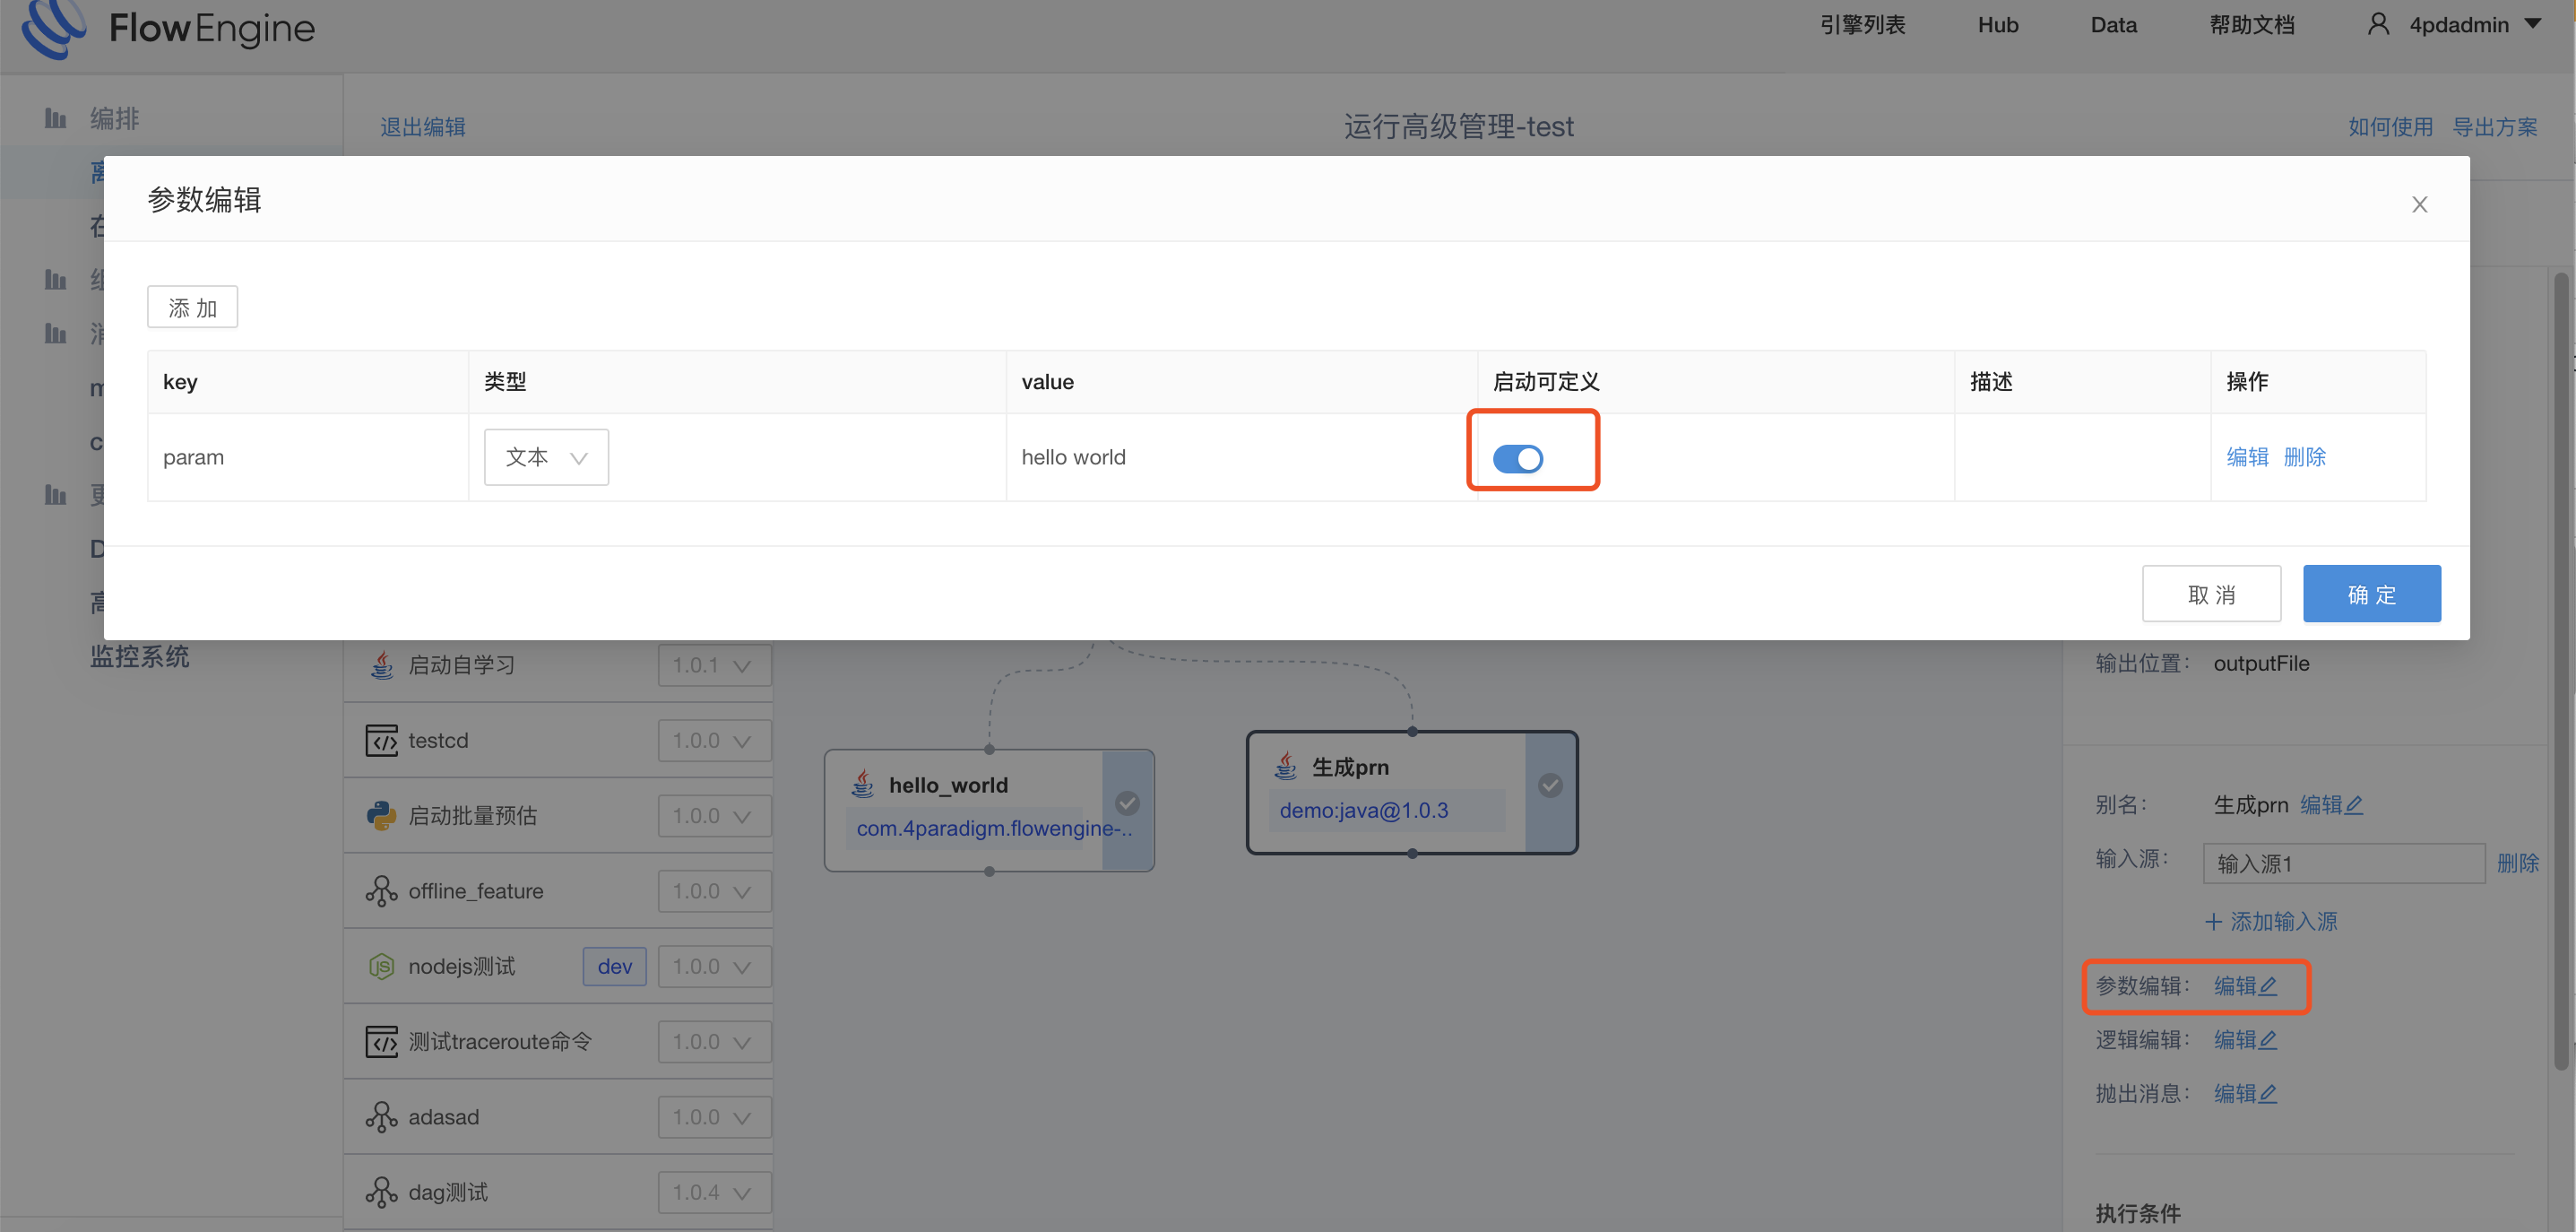 FlowEngine
引擎列表 Hub Data 帮助文档 4pdadmin
编排
退出编辑 运行高级管理-test 如何使用 导出方案
参数编辑
添 加
key 类型 value 启动可定义 描述 操作
param 文本 hello world 编辑 删除
取 消 确 定
监控系统
启动自学习 1.0.1
testcd 1.0.0
启动批量预估 1.0.0
offline_feature 1.0.0
nodejs测试 dev 1.0.0
测试traceroute命令 1.0.0
adasad 1.0.0
dag测试 1.0.4
hello_world
com.4paradigm.flowengine-..
生成prn
demo:java@1.0.3
输出位置: outputFile
别名: 生成prn 编辑
输入源: 输入源1 删除
+ 添加输入源
参数编辑: 编辑
逻辑编辑: 编辑
抛出消息: 编辑
执行条件